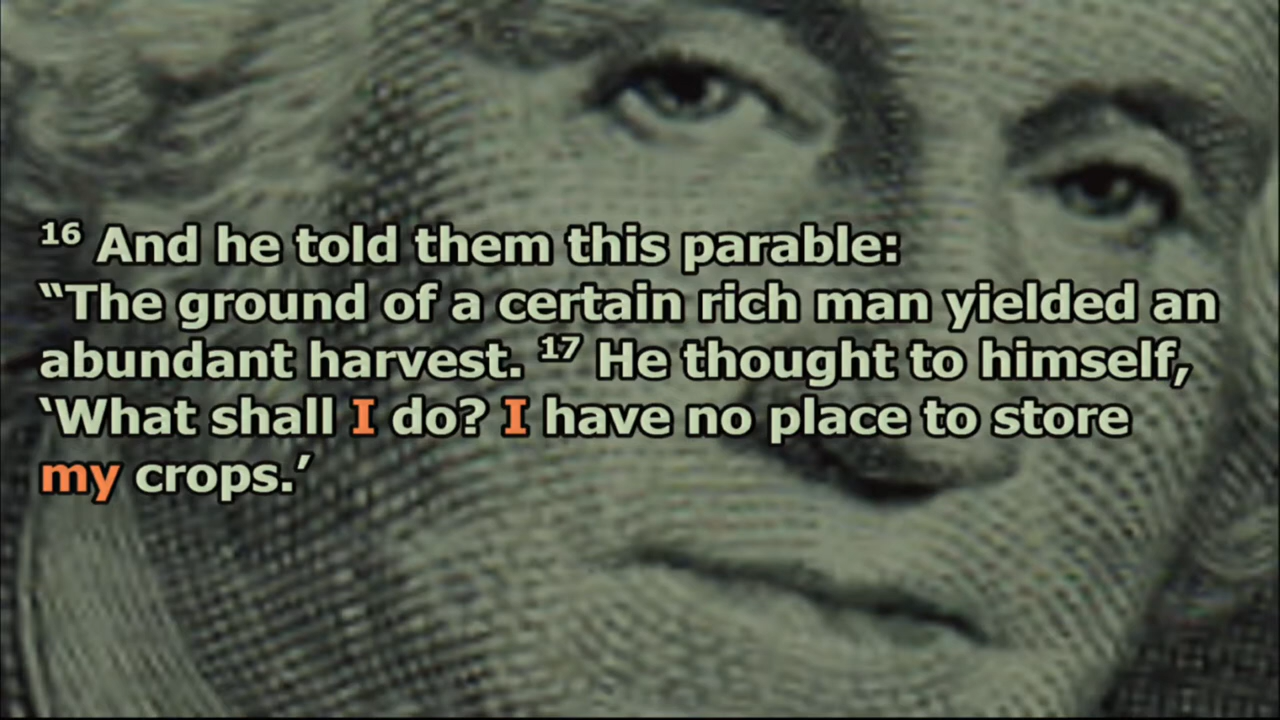 ¹⁶ And he told them this parable:
“The ground of a certain rich man yielded an
abundant harvest. ¹⁷ He thought to himself,
‘What shall I do? I have no place to store
my crops.’